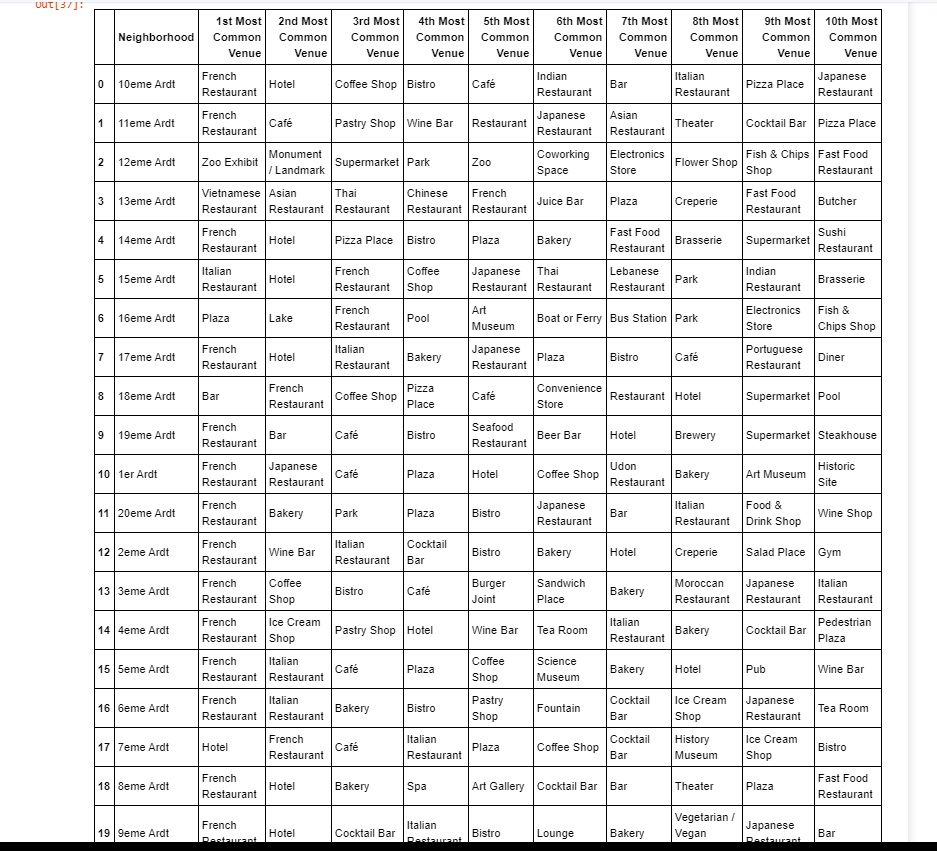 Out[37]:
Neighborhood | 1st Most Common Venue | 2nd Most Common Venue | 3rd Most Common Venue | 4th Most Common Venue | 5th Most Common Venue | 6th Most Common Venue | 7th Most Common Venue | 8th Most Common Venue | 9th Most Common Venue | 10th Most Common Venue
0 | 10eme Ardt | French Restaurant | Hotel | Coffee Shop | Bistro | Café | Indian Restaurant | Bar | Italian Restaurant | Pizza Place | Japanese Restaurant
1 | 11eme Ardt | French Restaurant | Café | Pastry Shop | Wine Bar | Restaurant | Japanese Restaurant | Asian Restaurant | Theater | Cocktail Bar | Pizza Place
2 | 12eme Ardt | Zoo Exhibit | Monument / Landmark | Supermarket | Park | Zoo | Coworking Space | Electronics Store | Flower Shop | Fish & Chips Shop | Fast Food Restaurant
3 | 13eme Ardt | Vietnamese Restaurant | Asian Restaurant | Thai Restaurant | Chinese Restaurant | French Restaurant | Juice Bar | Plaza | Creperie | Fast Food Restaurant | Butcher
4 | 14eme Ardt | French Restaurant | Hotel | Pizza Place | Bistro | Plaza | Bakery | Fast Food Restaurant | Brasserie | Supermarket | Sushi Restaurant
5 | 15eme Ardt | Italian Restaurant | Hotel | French Restaurant | Coffee Shop | Japanese Restaurant | Thai Restaurant | Lebanese Restaurant | Park | Indian Restaurant | Brasserie
6 | 16eme Ardt | Plaza | Lake | French Restaurant | Pool | Art Museum | Boat or Ferry | Bus Station | Park | Electronics Store | Fish & Chips Shop
7 | 17eme Ardt | French Restaurant | Hotel | Italian Restaurant | Bakery | Japanese Restaurant | Plaza | Bistro | Café | Portuguese Restaurant | Diner
8 | 18eme Ardt | Bar | French Restaurant | Coffee Shop | Pizza Place | Café | Convenience Store | Restaurant | Hotel | Supermarket | Pool
9 | 19eme Ardt | French Restaurant | Bar | Café | Bistro | Seafood Restaurant | Beer Bar | Hotel | Brewery | Supermarket | Steakhouse
10 | 1er Ardt | French Restaurant | Japanese Restaurant | Café | Plaza | Hotel | Coffee Shop | Udon Restaurant | Bakery | Art Museum | Historic Site
11 | 20eme Ardt | French Restaurant | Bakery | Park | Plaza | Bistro | Japanese Restaurant | Bar | Italian Restaurant | Food & Drink Shop | Wine Shop
12 | 2eme Ardt | French Restaurant | Wine Bar | Italian Restaurant | Cocktail Bar | Bistro | Bakery | Hotel | Creperie | Salad Place | Gym
13 | 3eme Ardt | French Restaurant | Coffee Shop | Bistro | Café | Burger Joint | Sandwich Place | Bakery | Moroccan Restaurant | Japanese Restaurant | Italian Restaurant
14 | 4eme Ardt | French Restaurant | Ice Cream Shop | Pastry Shop | Hotel | Wine Bar | Tea Room | Italian Restaurant | Bakery | Cocktail Bar | Pedestrian Plaza
15 | 5eme Ardt | French Restaurant | Italian Restaurant | Café | Plaza | Coffee Shop | Science Museum | Bakery | Hotel | Pub | Wine Bar
16 | 6eme Ardt | French Restaurant | Italian Restaurant | Bakery | Bistro | Pastry Shop | Fountain | Cocktail Bar | Ice Cream Shop | Japanese Restaurant | Tea Room
17 | 7eme Ardt | Hotel | French Restaurant | Café | Italian Restaurant | Plaza | Coffee Shop | Cocktail Bar | History Museum | Ice Cream Shop | Bistro
18 | 8eme Ardt | French Restaurant | Hotel | Bakery | Spa | Art Gallery | Cocktail Bar | Bar | Theater | Plaza | Fast Food Restaurant
19 | 9eme Ardt | French Restaurant | Hotel | Cocktail Bar | Italian Restaurant | Bistro | Lounge | Bakery | Vegetarian / Vegan | Japanese Restaurant | Bar